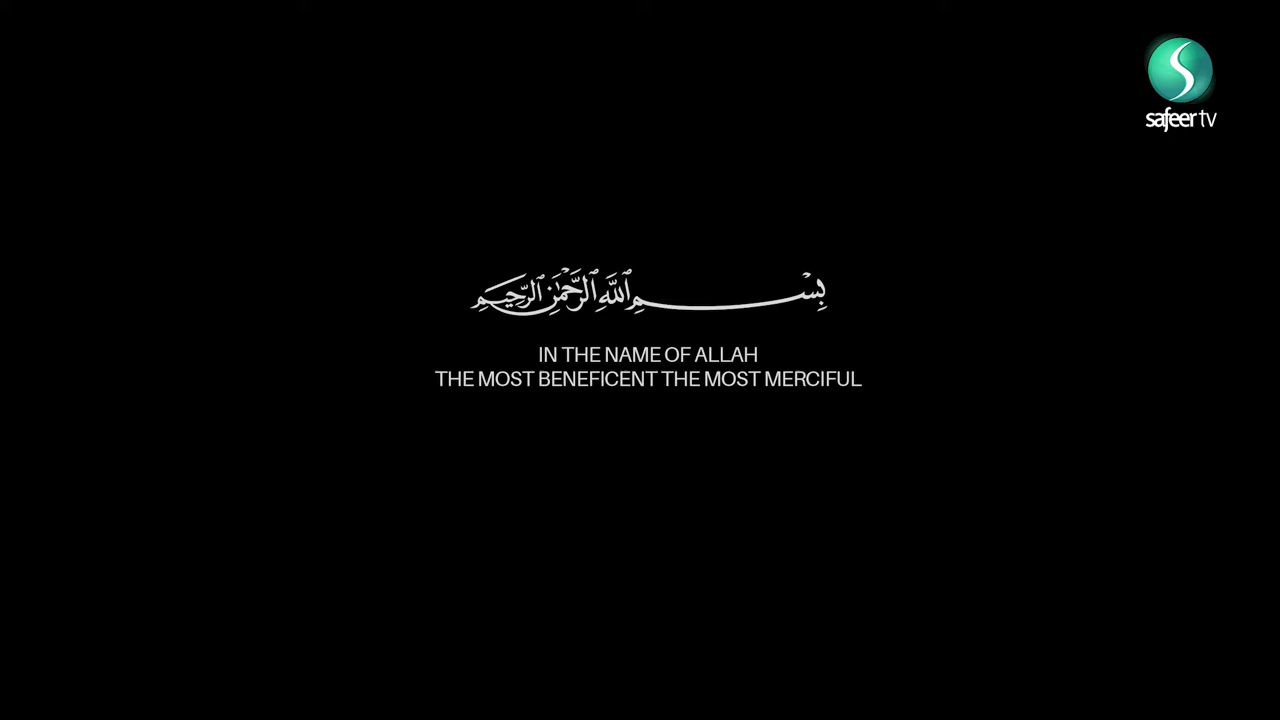 safeer tv
بِسْمِ ٱللَّهِ ٱلرَّحْمَٰنِ ٱلرَّحِيمِ
IN THE NAME OF ALLAH
THE MOST BENEFICENT THE MOST MERCIFUL